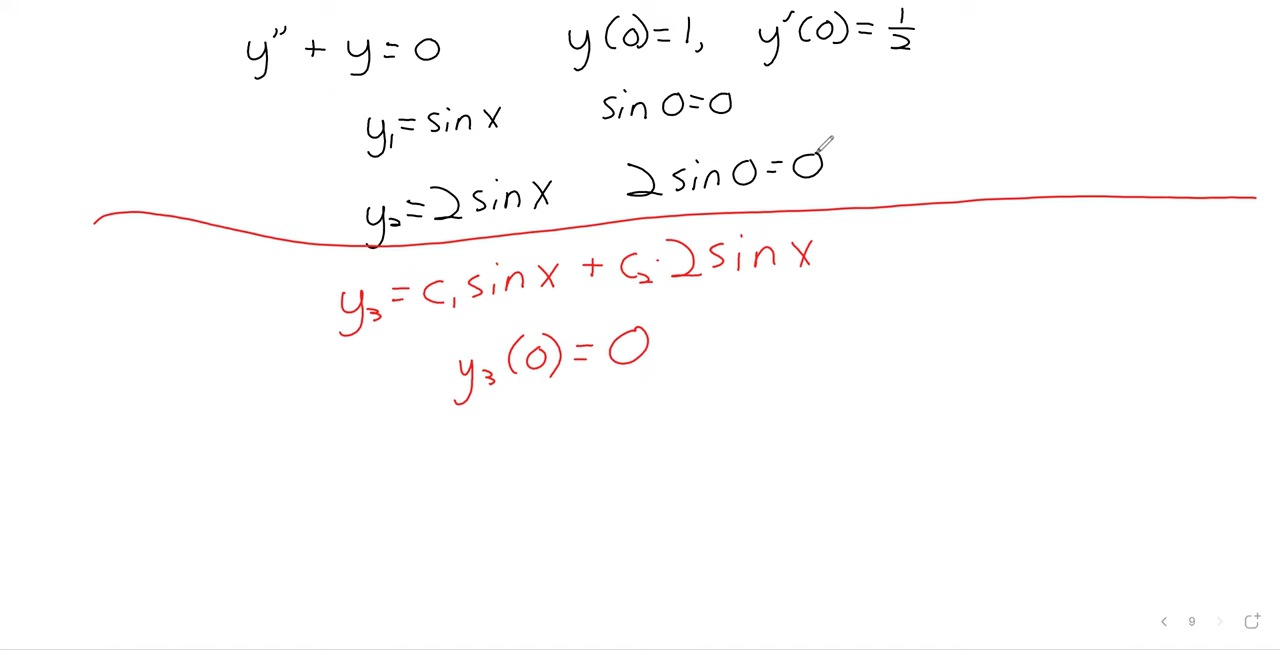 y'' + y = 0 y(0) = 1, y'(0) = 1/2
y₁ = sin x sin 0 = 0
y₂ = 2 sin x 2 sin 0 = 0
y₃ = c₁ sin x + c₂ · 2 sin x
y₃(0) = 0
9